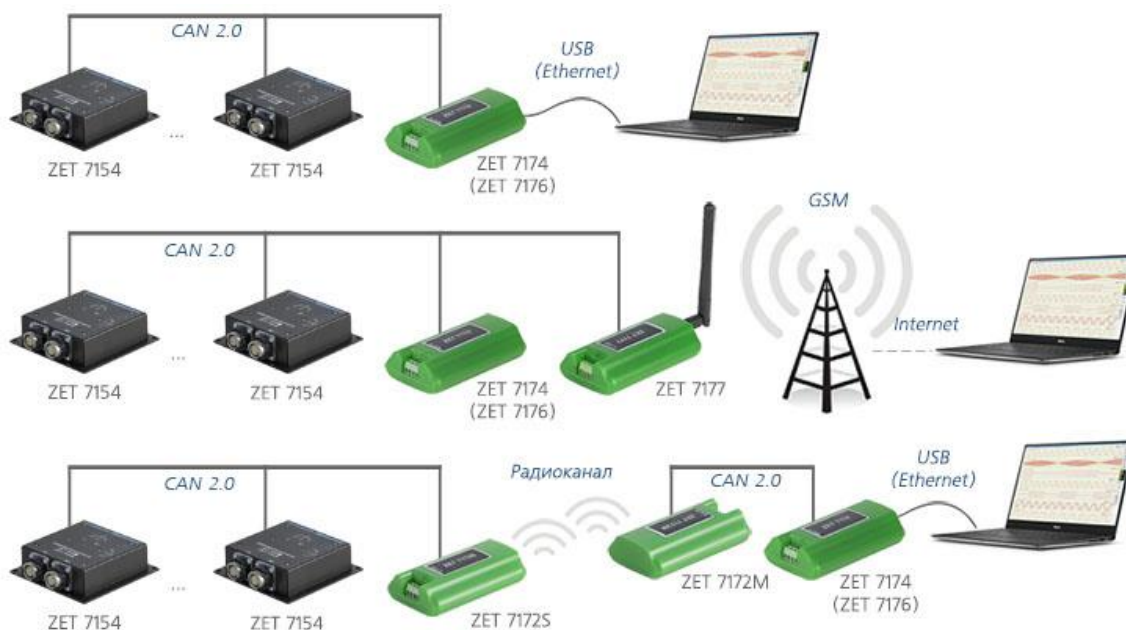 CAN 2.0
USB
(Ethernet)
ZET 7154
...
ZET 7154
ZET 7174
(ZET 7176)
GSM
CAN 2.0
Internet
ZET 7154
...
ZET 7154
ZET 7174
(ZET 7176)
ZET 7177
CAN 2.0
Радиоканал
CAN 2.0
USB
(Ethernet)
ZET 7154
...
ZET 7154
ZET 7172S
ZET 7172M
ZET 7174
(ZET 7176)